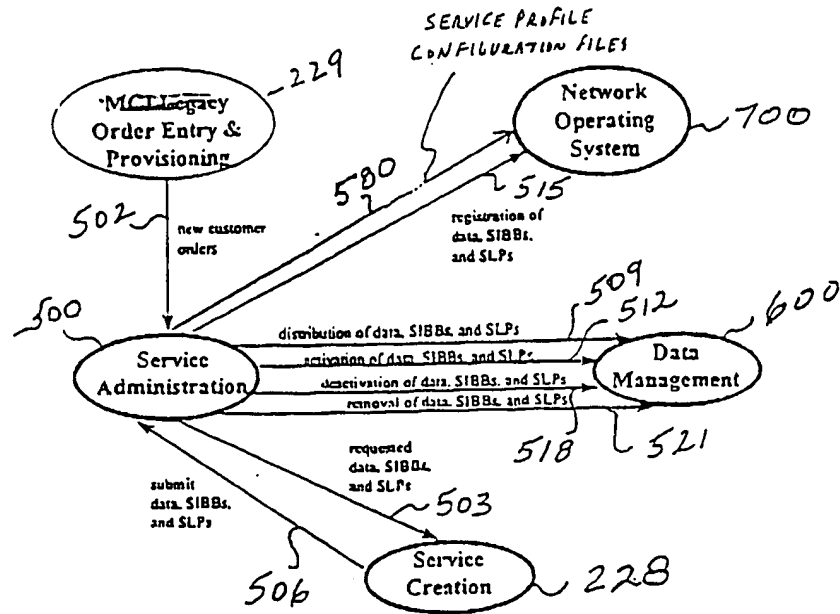 SERVICE PROFILE
CONFIGURATION FILES
229
MCI Legacy
Order Entry &
Provisioning
Network
Operating
System
700
580
515
502
new customer
orders
registration of
data, SIBBs,
and SLPs
509
512
600
500
distribution of data, SIBBs, and SLPs
activation of data, SIBBs, and SLPs
deactivation of data, SIBBs, and SLPs
removal of data, SIBBs, and SLPs
Service
Administration
Data
Management
518
521
requested
data, SIBBs,
and SLPs
submit
data, SIBBs,
and SLPs
503
506
Service
Creation
228